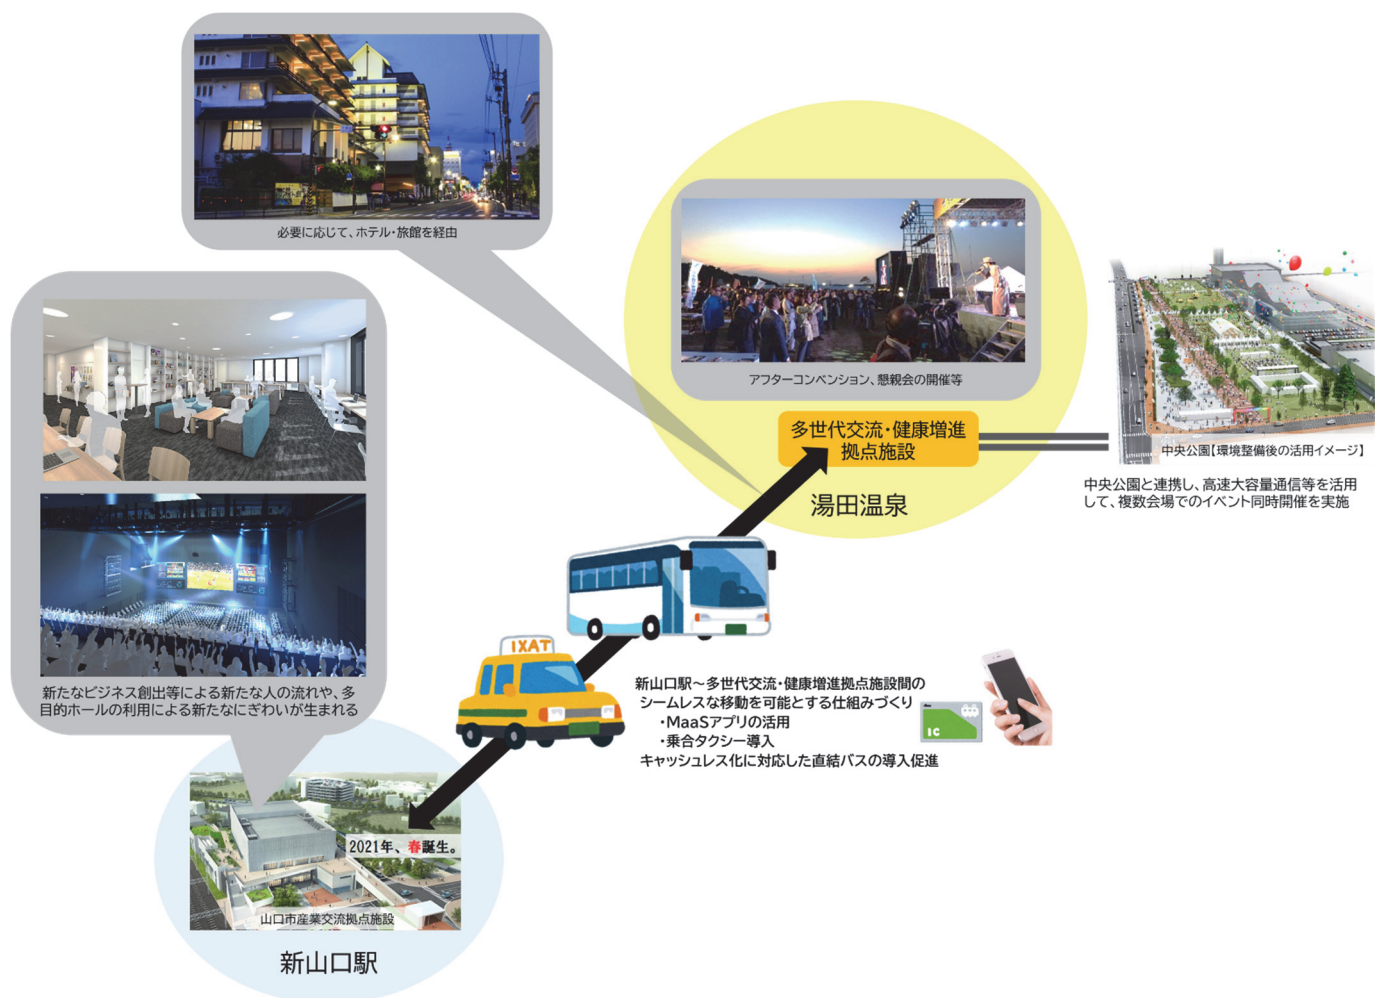 必要に応じて、ホテル・旅館を経由
アフターコンベンション、懇親会の開催等
多世代交流・健康増進
拠点施設
湯田温泉
中央公園【環境整備後の活用イメージ】
中央公園と連携し、高速大容量通信等を活用
して、複数会場でのイベント同時開催を実施
新たなビジネス創出等による新たな人の流れや、多
目的ホールの利用による新たなにぎわいが生まれる
IXAT
新山口駅～多世代交流・健康増進拠点施設間の
シームレスな移動を可能とする仕組みづくり
・MaaSアプリの活用
・乗合タクシー導入
キャッシュレス化に対応した直結バスの導入促進
IC
2021年、春誕生。
山口市産業交流拠点施設
新山口駅